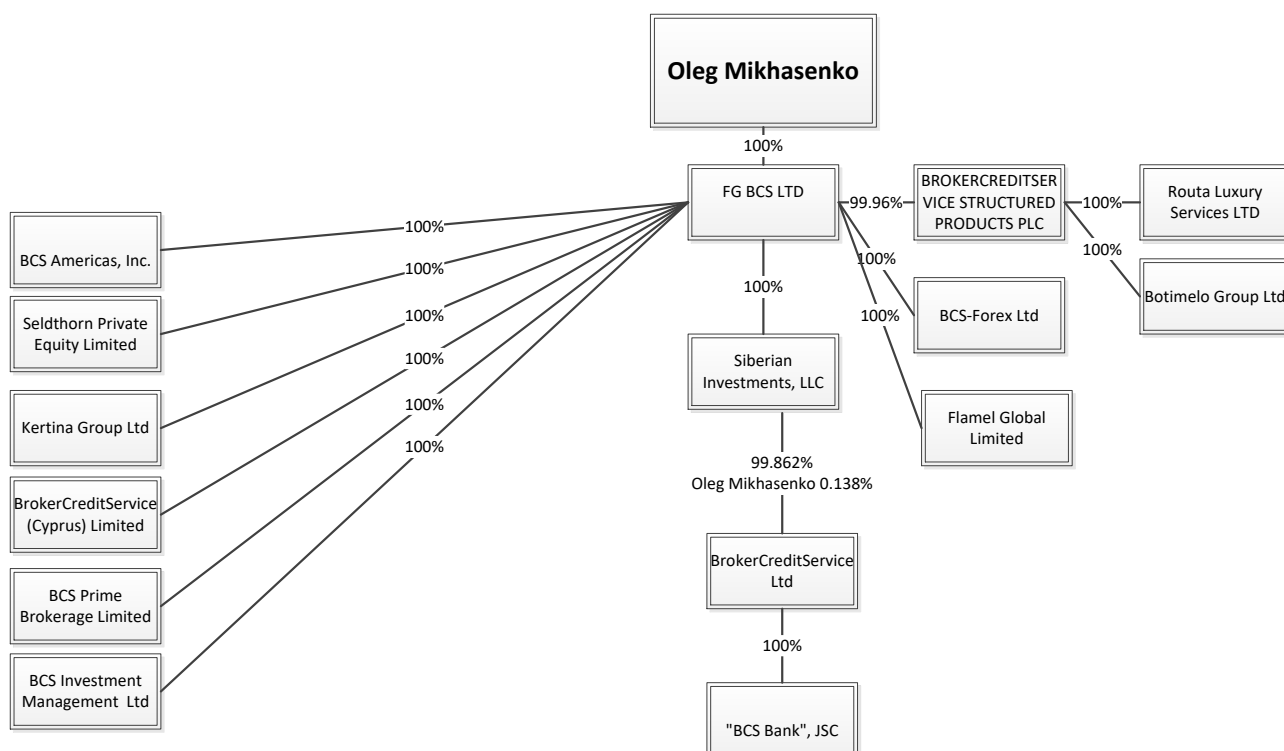 Oleg Mikhasenko
100%
FG BCS LTD
99.96%
BROKERCREDITSER
VICE STRUCTURED
PRODUCTS PLC
100%
Routa Luxury
Services LTD
100%
Botimelo Group Ltd
100%
BCS-Forex Ltd
100%
Flamel Global
Limited
100%
BCS Americas, Inc.
100%
Seldthorn Private
Equity Limited
100%
Kertina Group Ltd
100%
BrokerCreditService
(Cyprus) Limited
100%
BCS Prime
Brokerage Limited
100%
BCS Investment
Management Ltd
100%
Siberian
Investments, LLC
99.862%
Oleg Mikhasenko 0.138%
BrokerCreditService
Ltd
100%
"BCS Bank", JSC